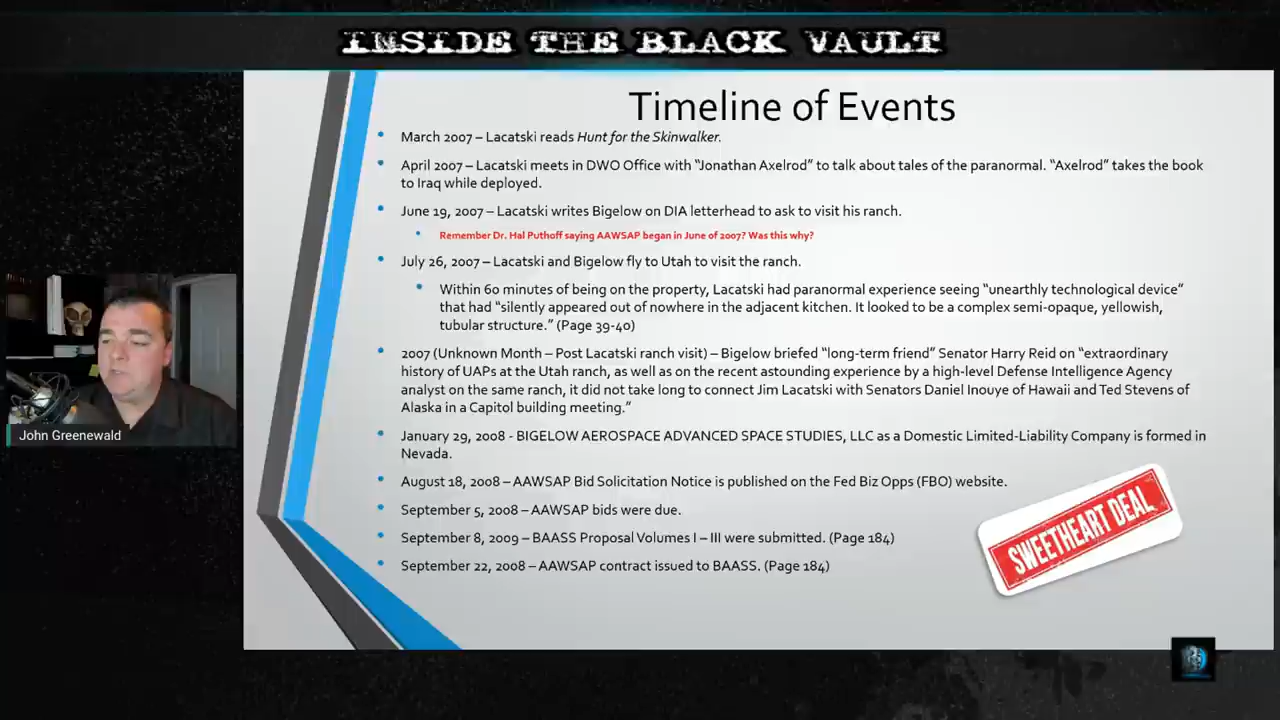 INSIDE THE BLACK VAULT
Timeline of Events
March 2007 – Lacatski reads Hunt for the Skinwalker.
April 2007 – Lacatski meets in DWO Office with “Jonathan Axelrod” to talk about tales of the paranormal. “Axelrod” takes the book
to Iraq while deployed.
June 19, 2007 – Lacatski writes Bigelow on DIA letterhead to ask to visit his ranch.
Remember Dr. Hal Puthoff saying AAWSAP began in June of 2007? Was this why?
July 26, 2007 – Lacatski and Bigelow fly to Utah to visit the ranch.
Within 60 minutes of being on the property, Lacatski had paranormal experience seeing “unearthly technological device”
that had “silently appeared out of nowhere in the adjacent kitchen. It looked to be a complex semi-opaque, yellowish,
tubular structure.” (Page 39-40)
2007 (Unknown Month – Post Lacatski ranch visit) – Bigelow briefed “long-term friend” Senator Harry Reid on “extraordinary
history of UAPs at the Utah ranch, as well as on the recent astounding experience by a high-level Defense Intelligence Agency
analyst on the same ranch, it did not take long to connect Jim Lacatski with Senators Daniel Inouye of Hawaii and Ted Stevens of
Alaska in a Capitol building meeting.”
January 29, 2008 - BIGELOW AEROSPACE ADVANCED SPACE STUDIES, LLC as a Domestic Limited-Liability Company is formed in
Nevada.
August 18, 2008 – AAWSAP Bid Solicitation Notice is published on the Fed Biz Opps (FBO) website.
September 5, 2008 – AAWSAP bids were due.
September 8, 2009 – BAASS Proposal Volumes I – III were submitted. (Page 184)
September 22, 2008 – AAWSAP contract issued to BAASS. (Page 184)
SWEETHEART DEAL
John Greenewald